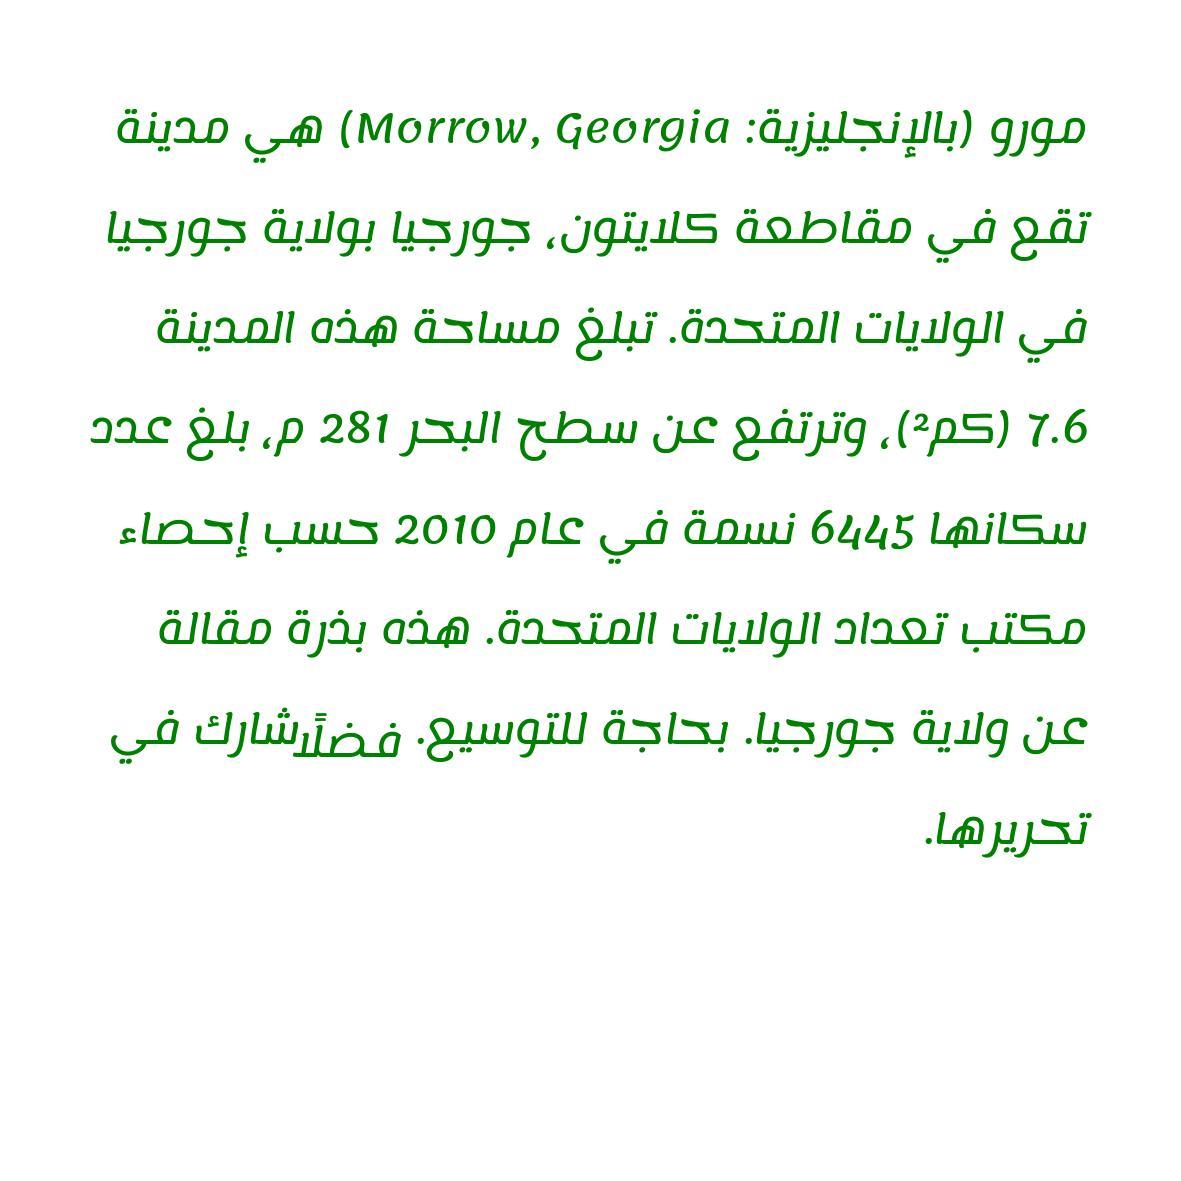 مورو (بالإنجليزية: Morrow, Georgia) هي مدينة
تقع في مقاطعة كلايتون، جورجيا بولاية جورجيا
في الولايات المتحدة. تبلغ مساحة هذه المدينة
7.6 (كم²)، وترتفع عن سطح البحر 281 م، بلغ عدد
سكانها 6445 نسمة في عام 2010 حسب إحصاء
مكتب تعداد الولايات المتحدة. هذه بذرة مقالة
عن ولاية جورجيا. بحاجة للتوسيع. فضلًا شارك في
تحريرها.